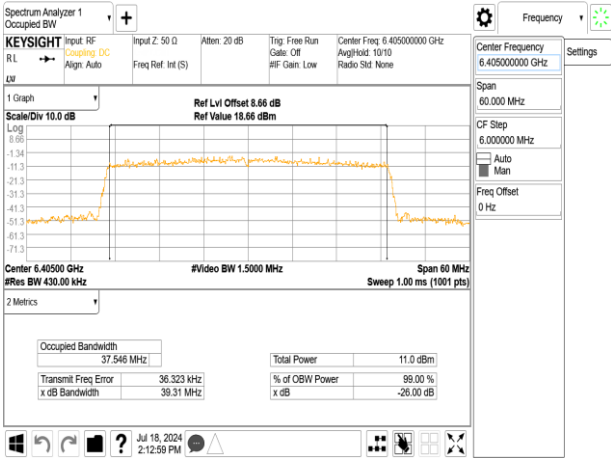 Spectrum Analyzer 1
Occupied BW
KEYSIGHT
RL
Input: RF
Coupling: DC
Align: Auto
Input Z: 50 Ω
Freq Ref: Int (S)
Atten: 20 dB
Trig: Free Run
Gate: Off
#IF Gain: Low
Center Freq: 6.405000000 GHz
Avg|Hold: 10/10
Radio Std: None
1 Graph
Scale/Div 10.0 dB
Ref Lvl Offset 8.66 dB
Ref Value 18.66 dBm
Log
8.66
-1.34
-11.3
-21.3
-31.3
-41.3
-51.3
-61.3
-71.3
Center 6.40500 GHz
#Res BW 430.00 kHz
#Video BW 1.5000 MHz
Span 60 MHz
Sweep 1.00 ms (1001 pts)
2 Metrics
Occupied Bandwidth
37.546 MHz
Transmit Freq Error 36.323 kHz
x dB Bandwidth 39.31 MHz
Total Power 11.0 dBm
% of OBW Power 99.00 %
x dB -26.00 dB
Jul 18, 2024
2:12:59 PM
Frequency
Center Frequency
6.405000000 GHz
Span
60.000 MHz
CF Step
6.000000 MHz
Auto
Man
Freq Offset
0 Hz
Settings